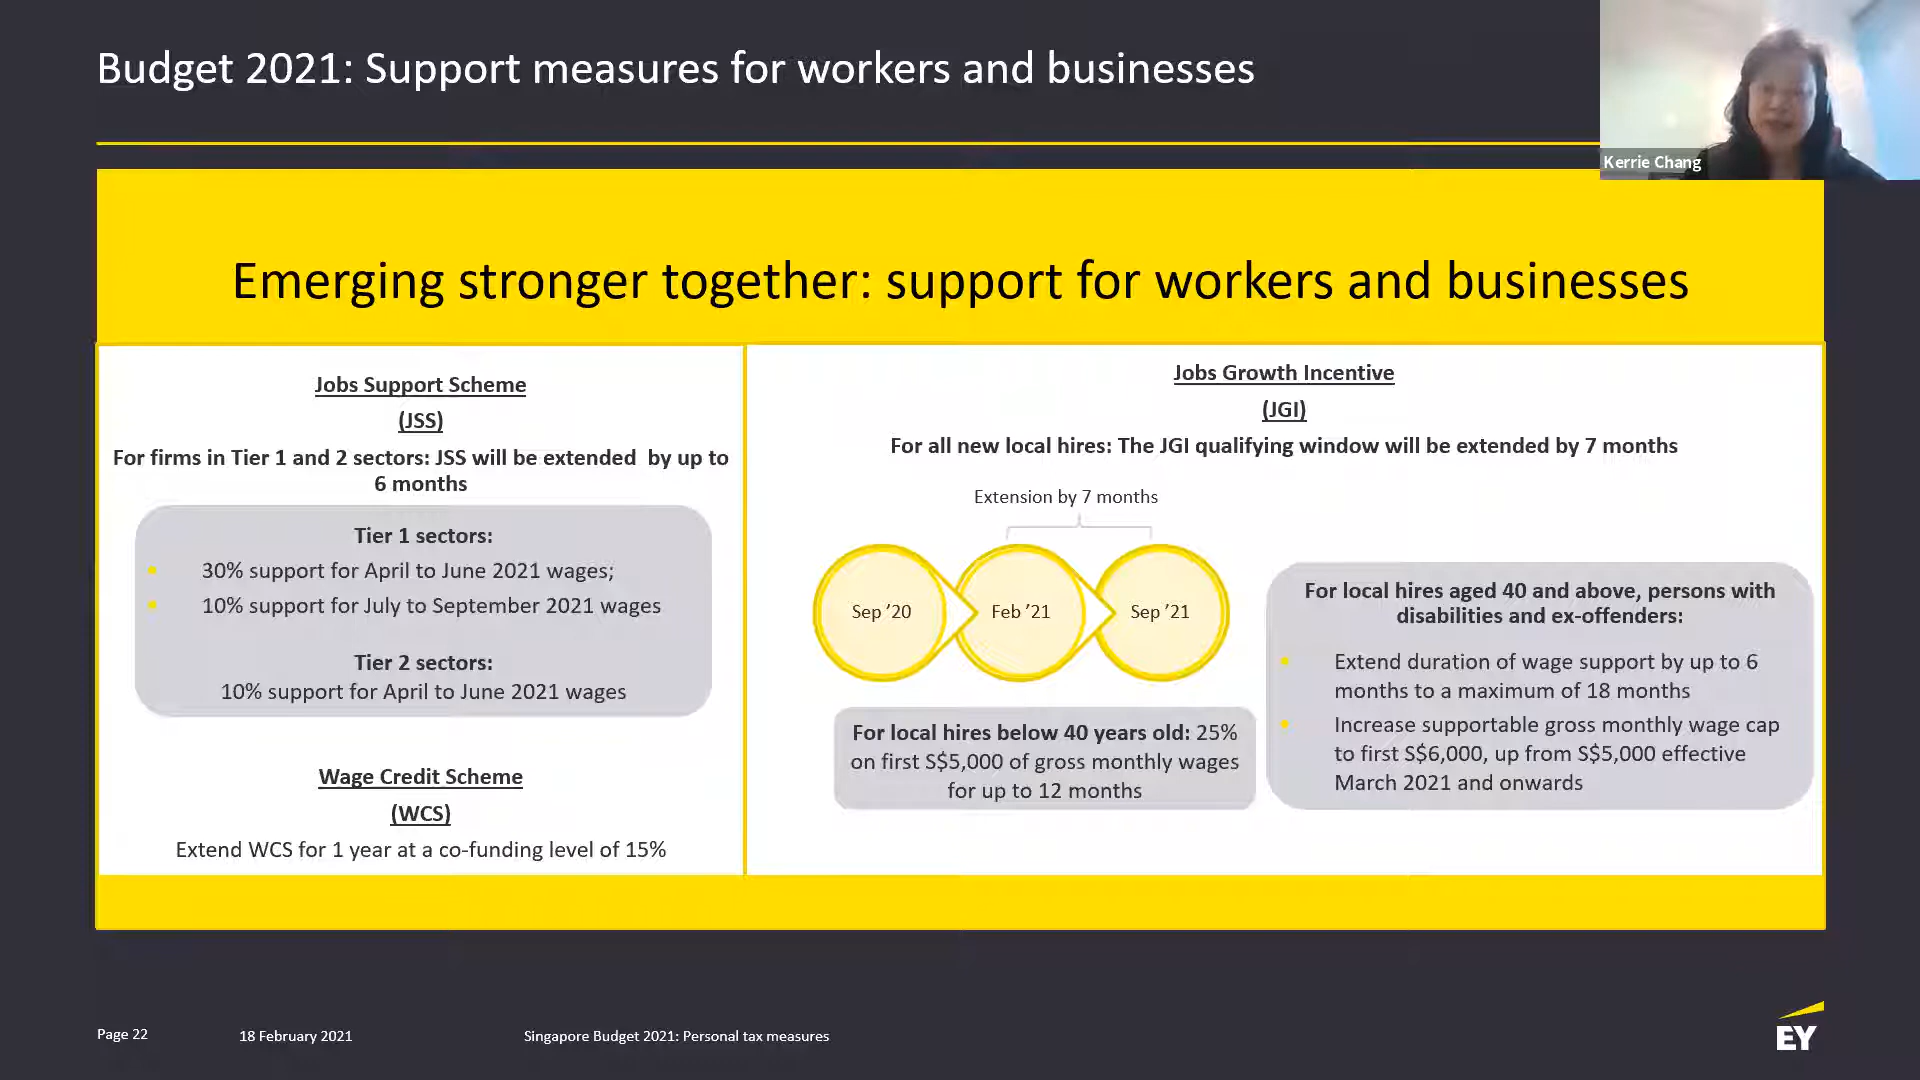 Budget 2021: Support measures for workers and businesses
Kerrie Chang
Emerging stronger together: support for workers and businesses
Jobs Support Scheme
(JSS)
For firms in Tier 1 and 2 sectors: JSS will be extended by up to
6 months
Tier 1 sectors:
30% support for April to June 2021 wages;
10% support for July to September 2021 wages
Tier 2 sectors:
10% support for April to June 2021 wages
Wage Credit Scheme
(WCS)
Extend WCS for 1 year at a co-funding level of 15%
Jobs Growth Incentive
(JGI)
For all new local hires: The JGI qualifying window will be extended by 7 months
Extension by 7 months
Sep ’20
Feb ’21
Sep ’21
For local hires below 40 years old: 25%
on first S$5,000 of gross monthly wages
for up to 12 months
For local hires aged 40 and above, persons with
disabilities and ex-offenders:
Extend duration of wage support by up to 6
months to a maximum of 18 months
Increase supportable gross monthly wage cap
to first S$6,000, up from S$5,000 effective
March 2021 and onwards
Page 22
18 February 2021
Singapore Budget 2021: Personal tax measures
EY